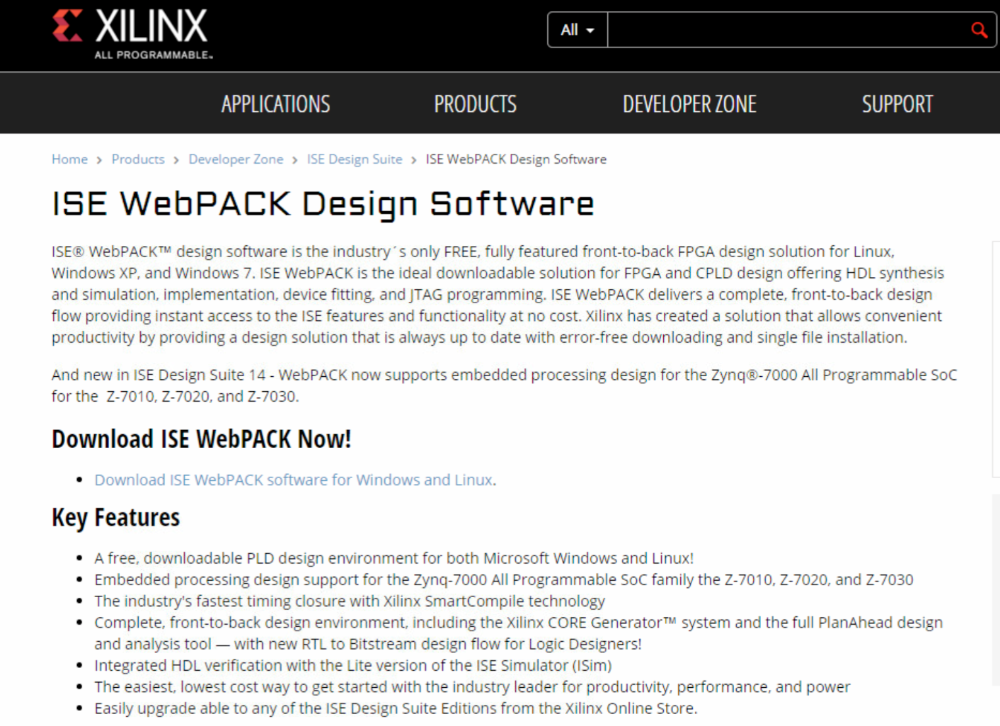 XILINX
ALL PROGRAMMABLE™
All
APPLICATIONS
PRODUCTS
DEVELOPER ZONE
SUPPORT
Home > Products > Developer Zone > ISE Design Suite > ISE WebPACK Design Software
ISE WebPACK Design Software
ISE® WebPACK™ design software is the industry´s only FREE, fully featured front-to-back FPGA design solution for Linux,
Windows XP, and Windows 7. ISE WebPACK is the ideal downloadable solution for FPGA and CPLD design offering HDL synthesis
and simulation, implementation, device fitting, and JTAG programming. ISE WebPACK delivers a complete, front-to-back design
flow providing instant access to the ISE features and functionality at no cost. Xilinx has created a solution that allows convenient
productivity by providing a design solution that is always up to date with error-free downloading and single file installation.
And new in ISE Design Suite 14 - WebPACK now supports embedded processing design for the Zynq®-7000 All Programmable SoC
for the  Z-7010, Z-7020, and Z-7030.
Download ISE WebPACK Now!
• Download ISE WebPACK software for Windows and Linux.
Key Features
• A free, downloadable PLD design environment for both Microsoft Windows and Linux!
• Embedded processing design support for the Zynq-7000 All Programmable SoC family the Z-7010, Z-7020, and Z-7030
• The industry's fastest timing closure with Xilinx SmartCompile technology
• Complete, front-to-back design environment, including the Xilinx CORE Generator™ system and the full PlanAhead design
and analysis tool — with new RTL to Bitstream design flow for Logic Designers!
• Integrated HDL verification with the Lite version of the ISE Simulator (ISim)
• The easiest, lowest cost way to get started with the industry leader for productivity, performance, and power
• Easily upgrade able to any of the ISE Design Suite Editions from the Xilinx Online Store.